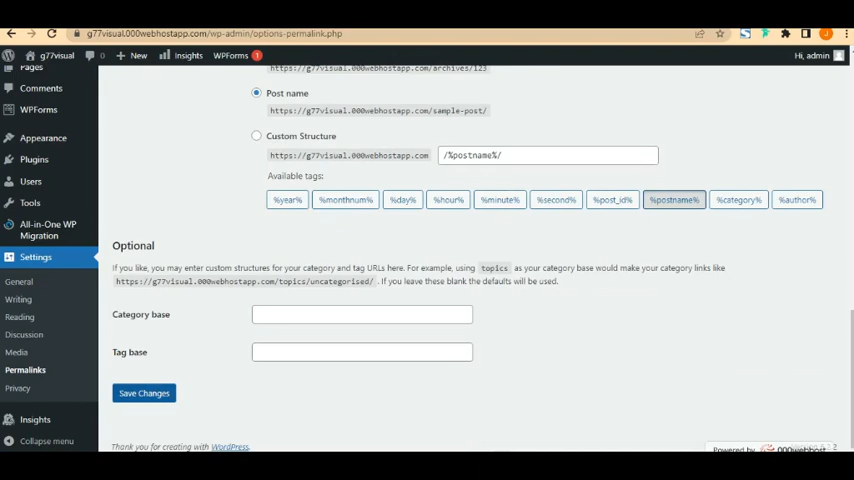 g77visual.000webhostapp.com/wp-admin/options-permalink.php
g77visual 0 New Insights WPForms 1 Hi, admin
Pages
Comments
WPForms
Appearance
Plugins
Users
Tools
All-in-One WP
Migration
Settings
General
Writing
Reading
Discussion
Media
Permalinks
Privacy
Insights
Collapse menu
https://g77visual.000webhostapp.com/archives/123
Post name
https://g77visual.000webhostapp.com/sample-post/
Custom Structure
https://g77visual.000webhostapp.com /%postname%/
Available tags:
%year% %monthnum% %day% %hour% %minute% %second% %post_id% %postname% %category% %author%
Optional
If you like, you may enter custom structures for your category and tag URLs here. For example, using topics as your category base would make your category links like
https://g77visual.000webhostapp.com/topics/uncategorised/ . If you leave these blank the defaults will be used.
Category base
Tag base
Save Changes
Thank you for creating with WordPress.
Powered by 000webhost